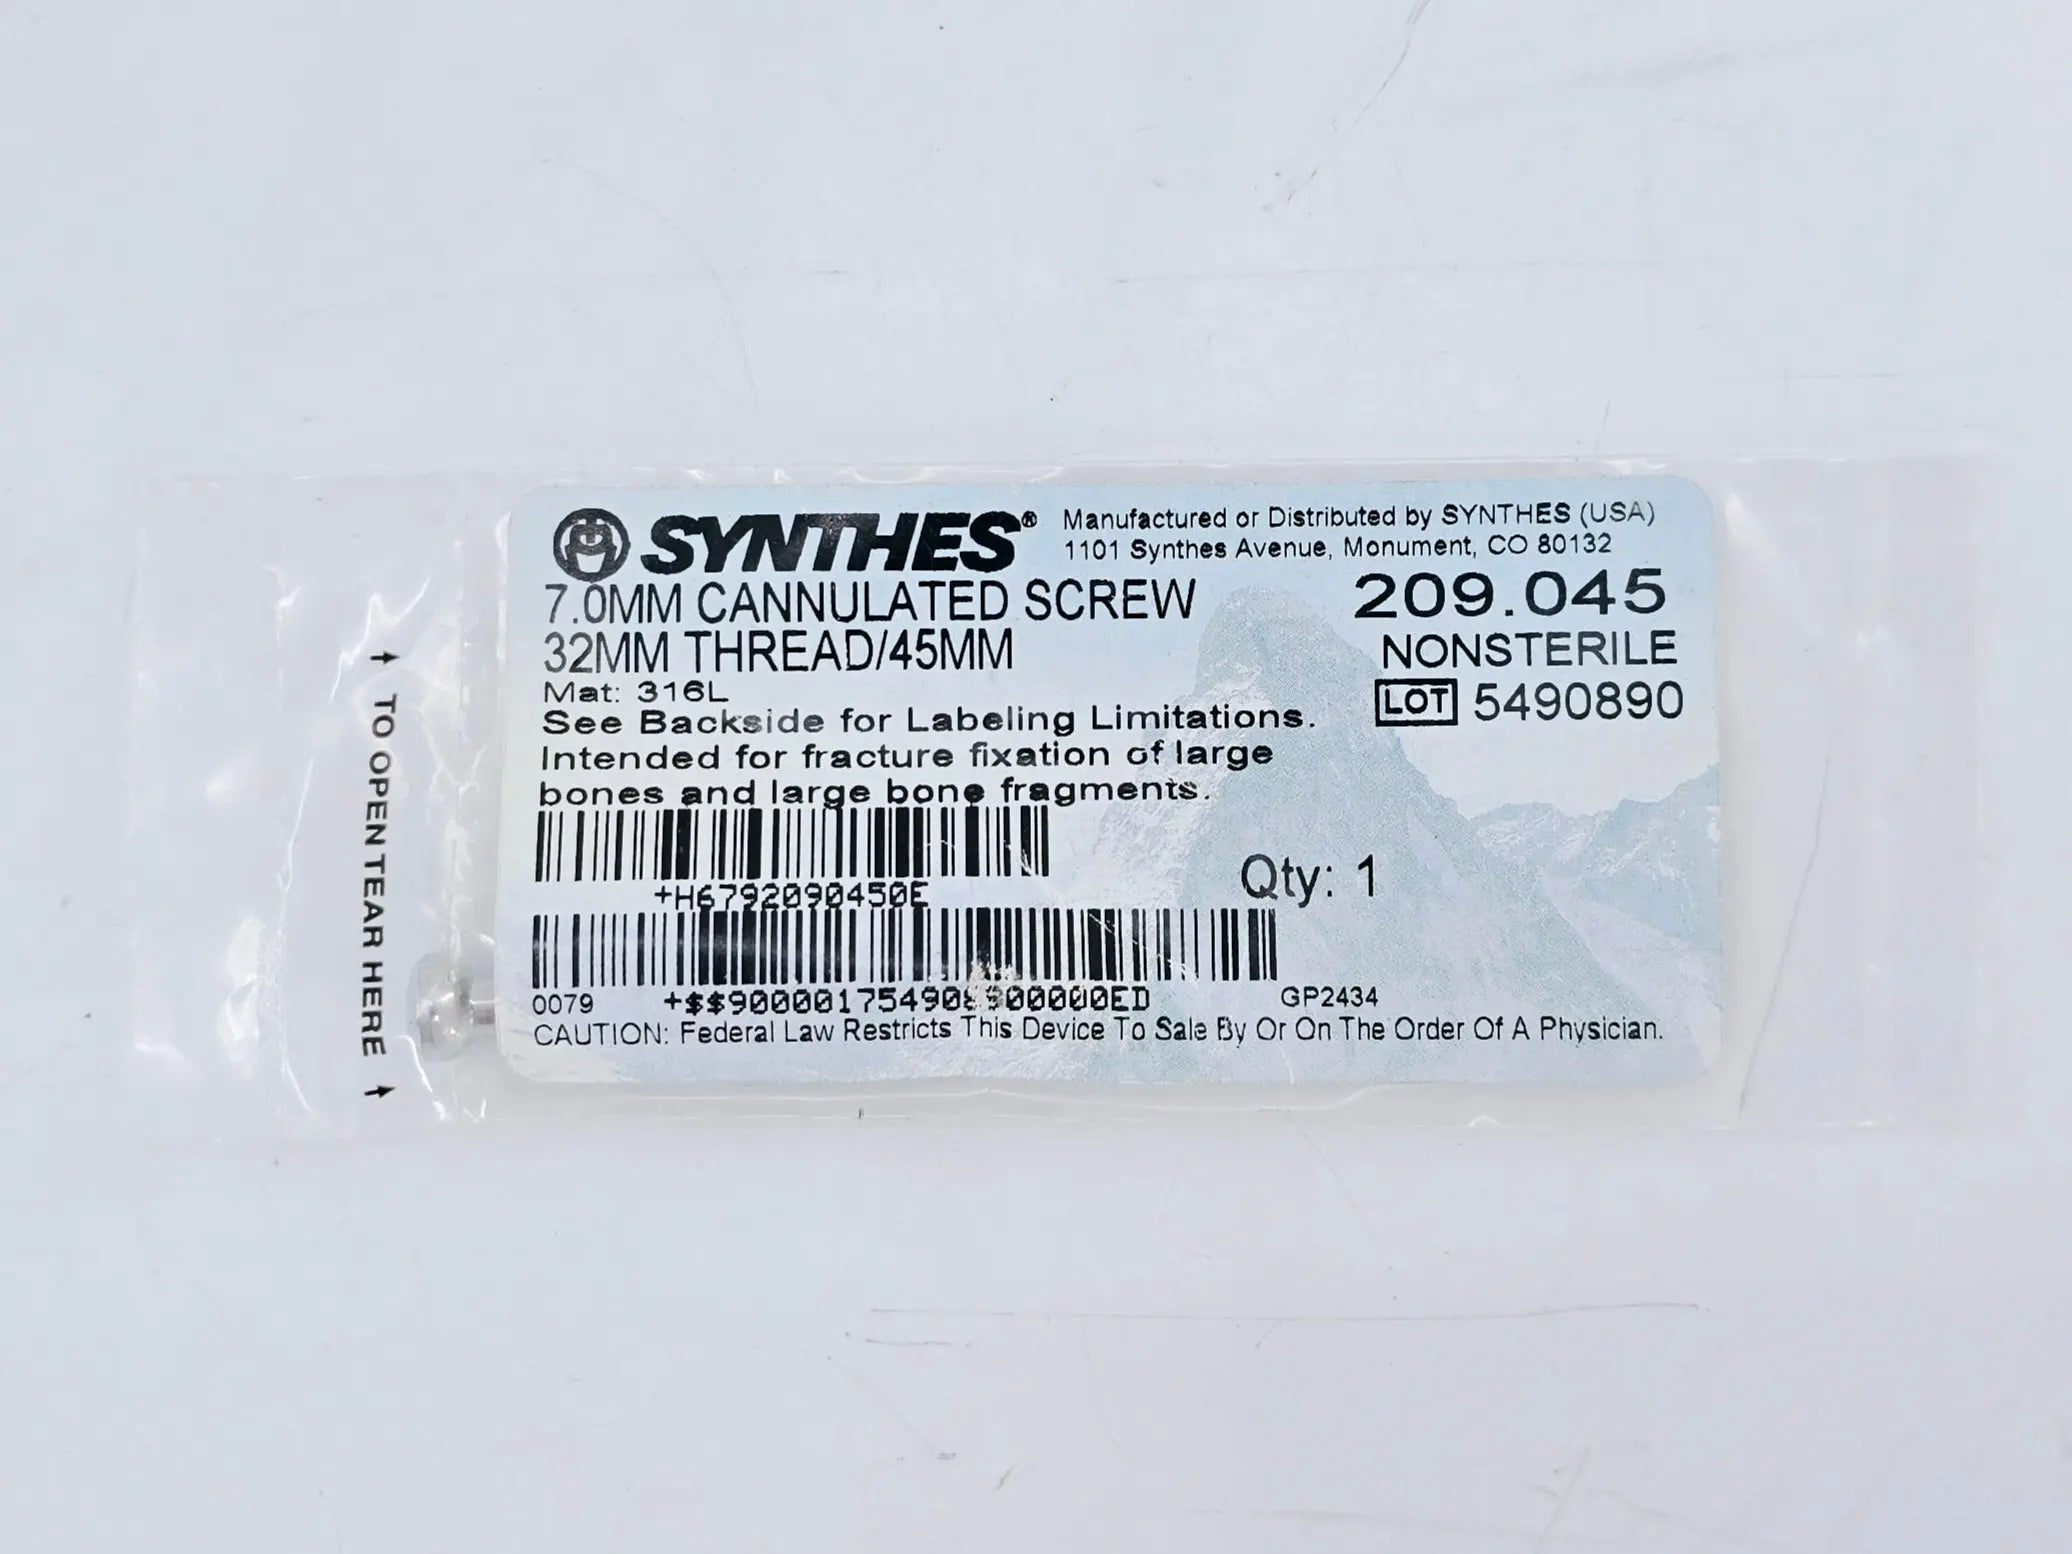 SYNTHES®
Manufactured or Distributed by SYNTHES (USA)
1101 Synthes Avenue, Monument, CO 80132
7.0MM CANNULATED SCREW
32MM THREAD/45MM
209.045
NONSTERILE
LOT 5490890
Mat: 316L
See Backside for Labeling Limitations.
Intended for fracture fixation of large
bones and large bone fragments.
+H6792090450E
Qty: 1
0079
GP2434
CAUTION: Federal Law Restricts This Device To Sale By Or On The Order Of A Physician.
TO OPEN TEAR HERE